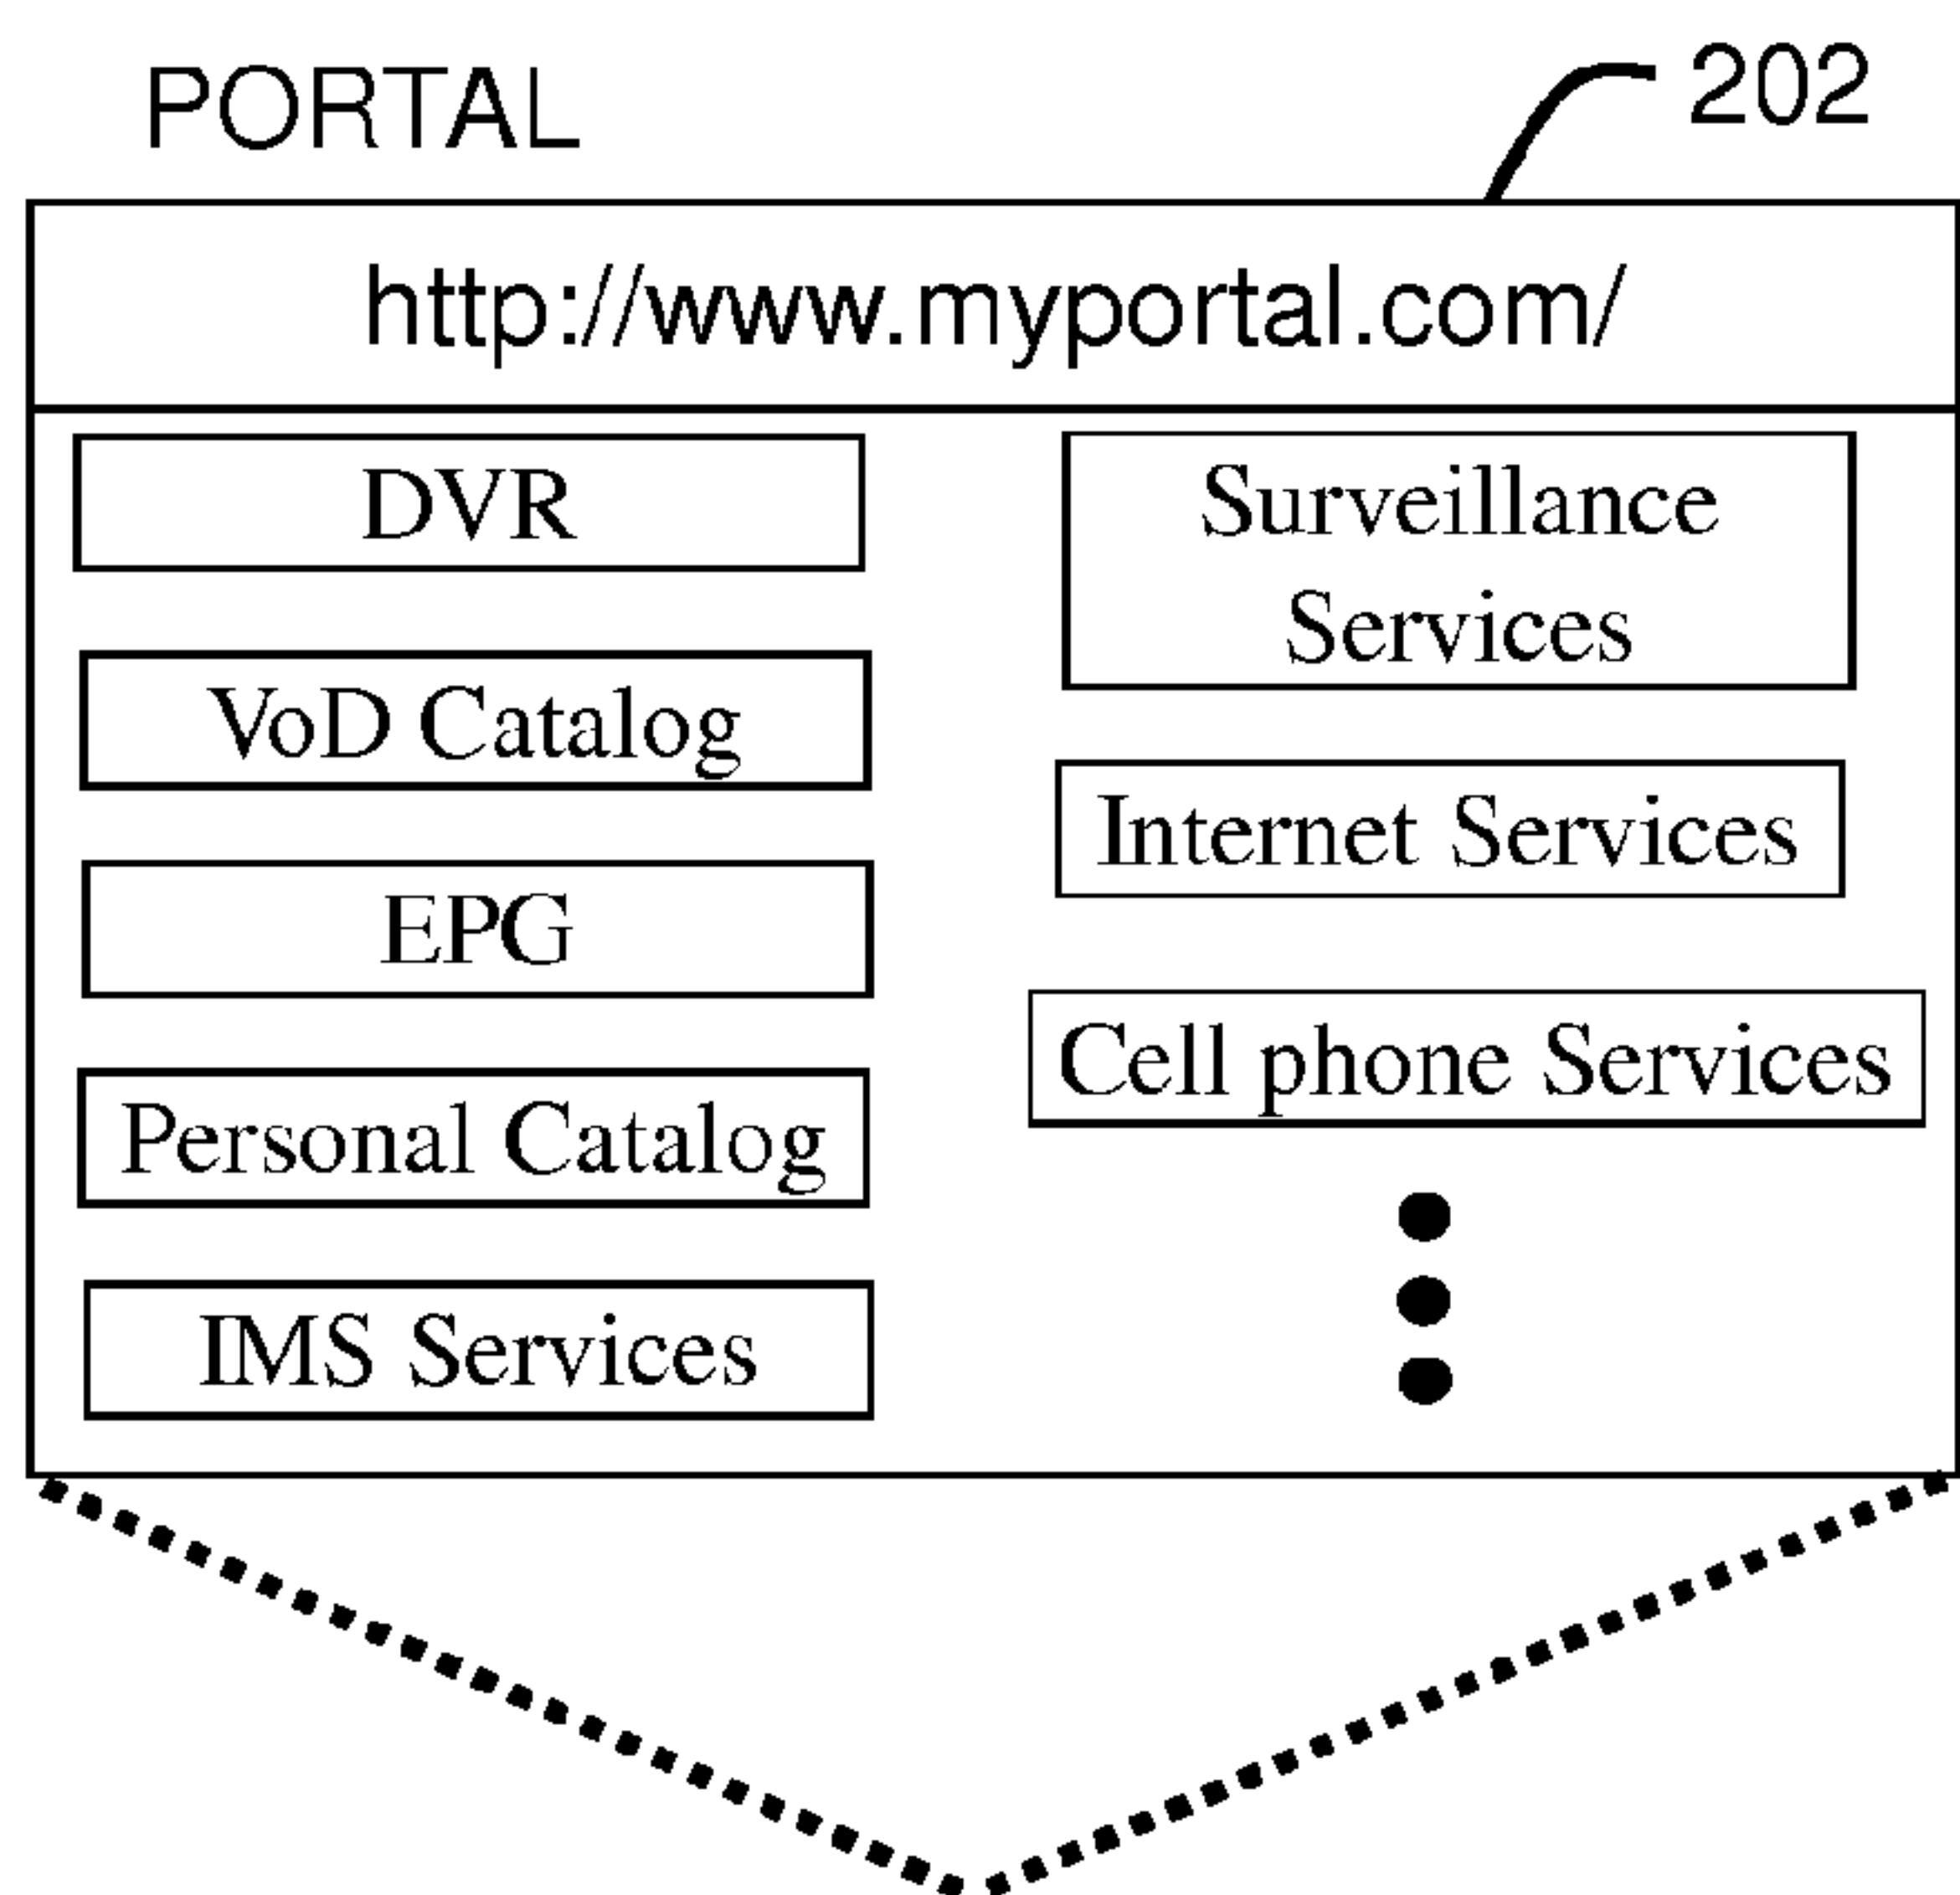 PORTAL
202
http://www.myportal.com/
DVR
VoD Catalog
EPG
Personal Catalog
IMS Services
Surveillance
Services
Internet Services
Cell phone Services